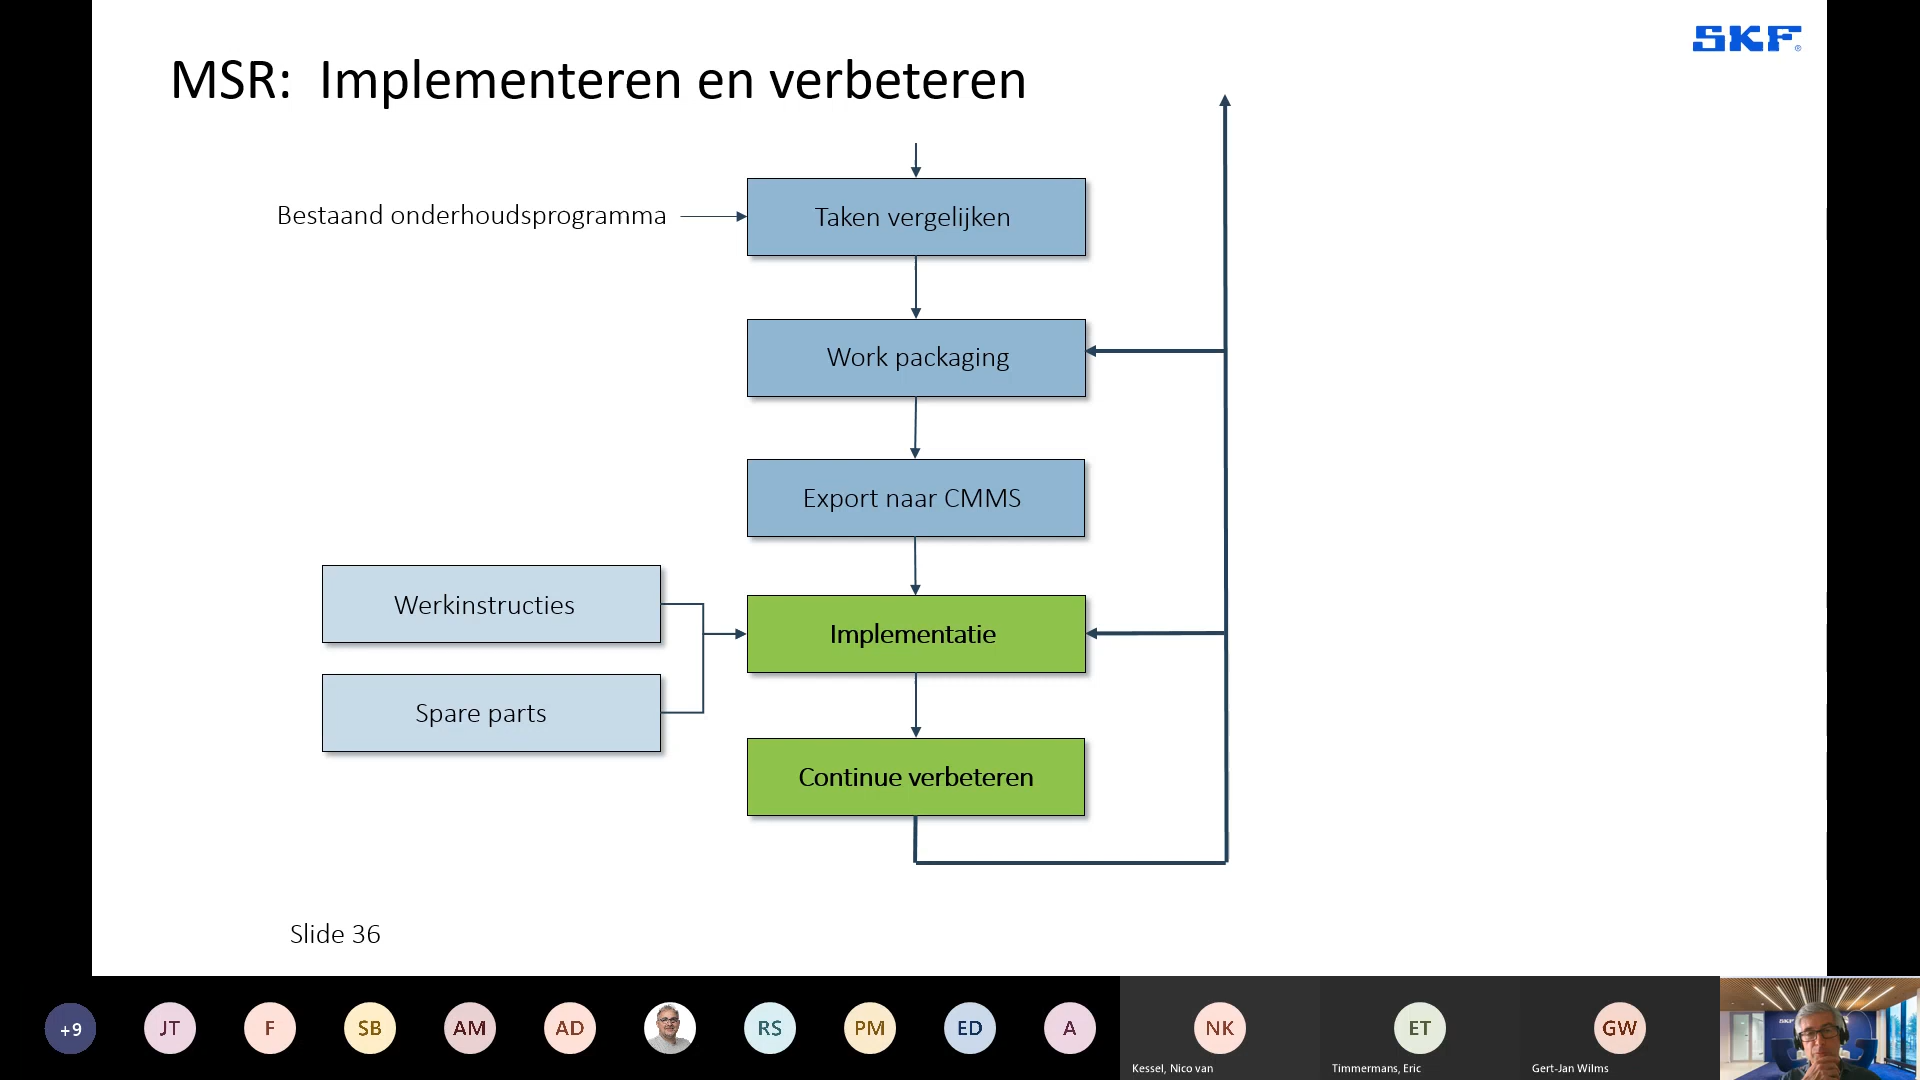 SKF
MSR: Implementeren en verbeteren
Bestaand onderhoudsprogramma
Taken vergelijken
Work packaging
Export naar CMMS
Werkinstructies
Implementatie
Spare parts
Continue verbeteren
Slide 36
+9
JT
F
SB
AM
AD
RS
PM
ED
A
NK
ET
GW
Kessel, Nico van
Timmermans, Eric
Gert-Jan Wilms
SKF